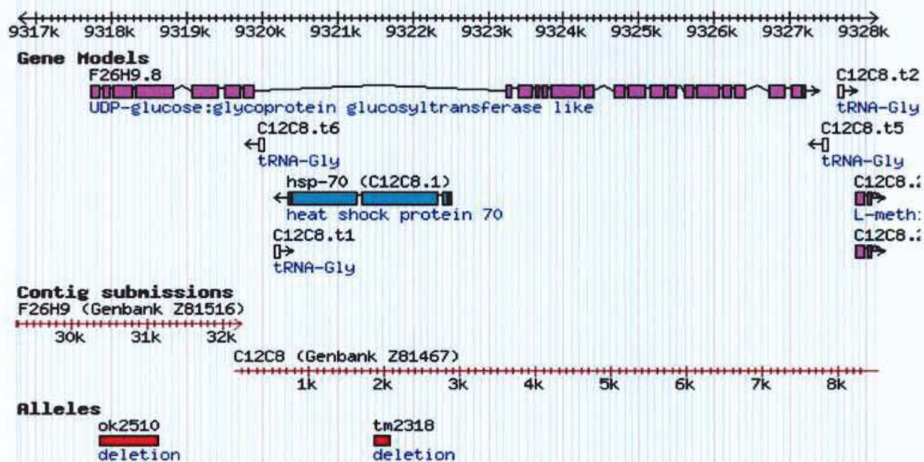 9317k 9318k 9319k 9320k 9321k 9322k 9323k 9324k 9325k 9326k 9327k 9328k
Gene Models
F26H9.8 C12C8.t2
UDP-glucose:glycoprotein glucosyltransferase like tRNA-Gly
C12C8.t6 C12C8.t5
tRNA-Gly tRNA-Gly
hsp-70 (C12C8.1) C12C8.
heat shock protein 70 L-meth
C12C8.t1 C12C8.
tRNA-Gly
Contig submissions
F26H9 (Genbank Z81516)
30k 31k 32k
C12C8 (Genbank Z81467)
1k 2k 3k 4k 5k 6k 7k 8k
Alleles
ok2510 tm2318
deletion deletion